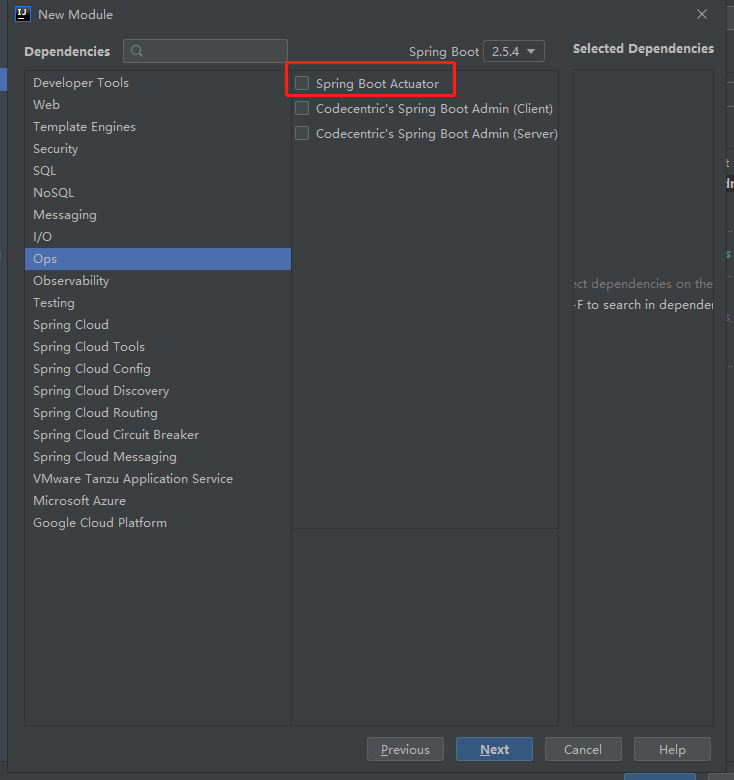 New Module
Dependencies
Spring Boot 2.5.4
Selected Dependencies
Developer Tools
Web
Template Engines
Security
SQL
NoSQL
Messaging
I/O
Ops
Observability
Testing
Spring Cloud
Spring Cloud Tools
Spring Cloud Config
Spring Cloud Discovery
Spring Cloud Routing
Spring Cloud Circuit Breaker
Spring Cloud Messaging
VMware Tanzu Application Service
Microsoft Azure
Google Cloud Platform
Spring Boot Actuator
Codecentric's Spring Boot Admin (Client)
Codecentric's Spring Boot Admin (Server)
ect dependencies on the
-F to search in depender
Previous
Next
Cancel
Help